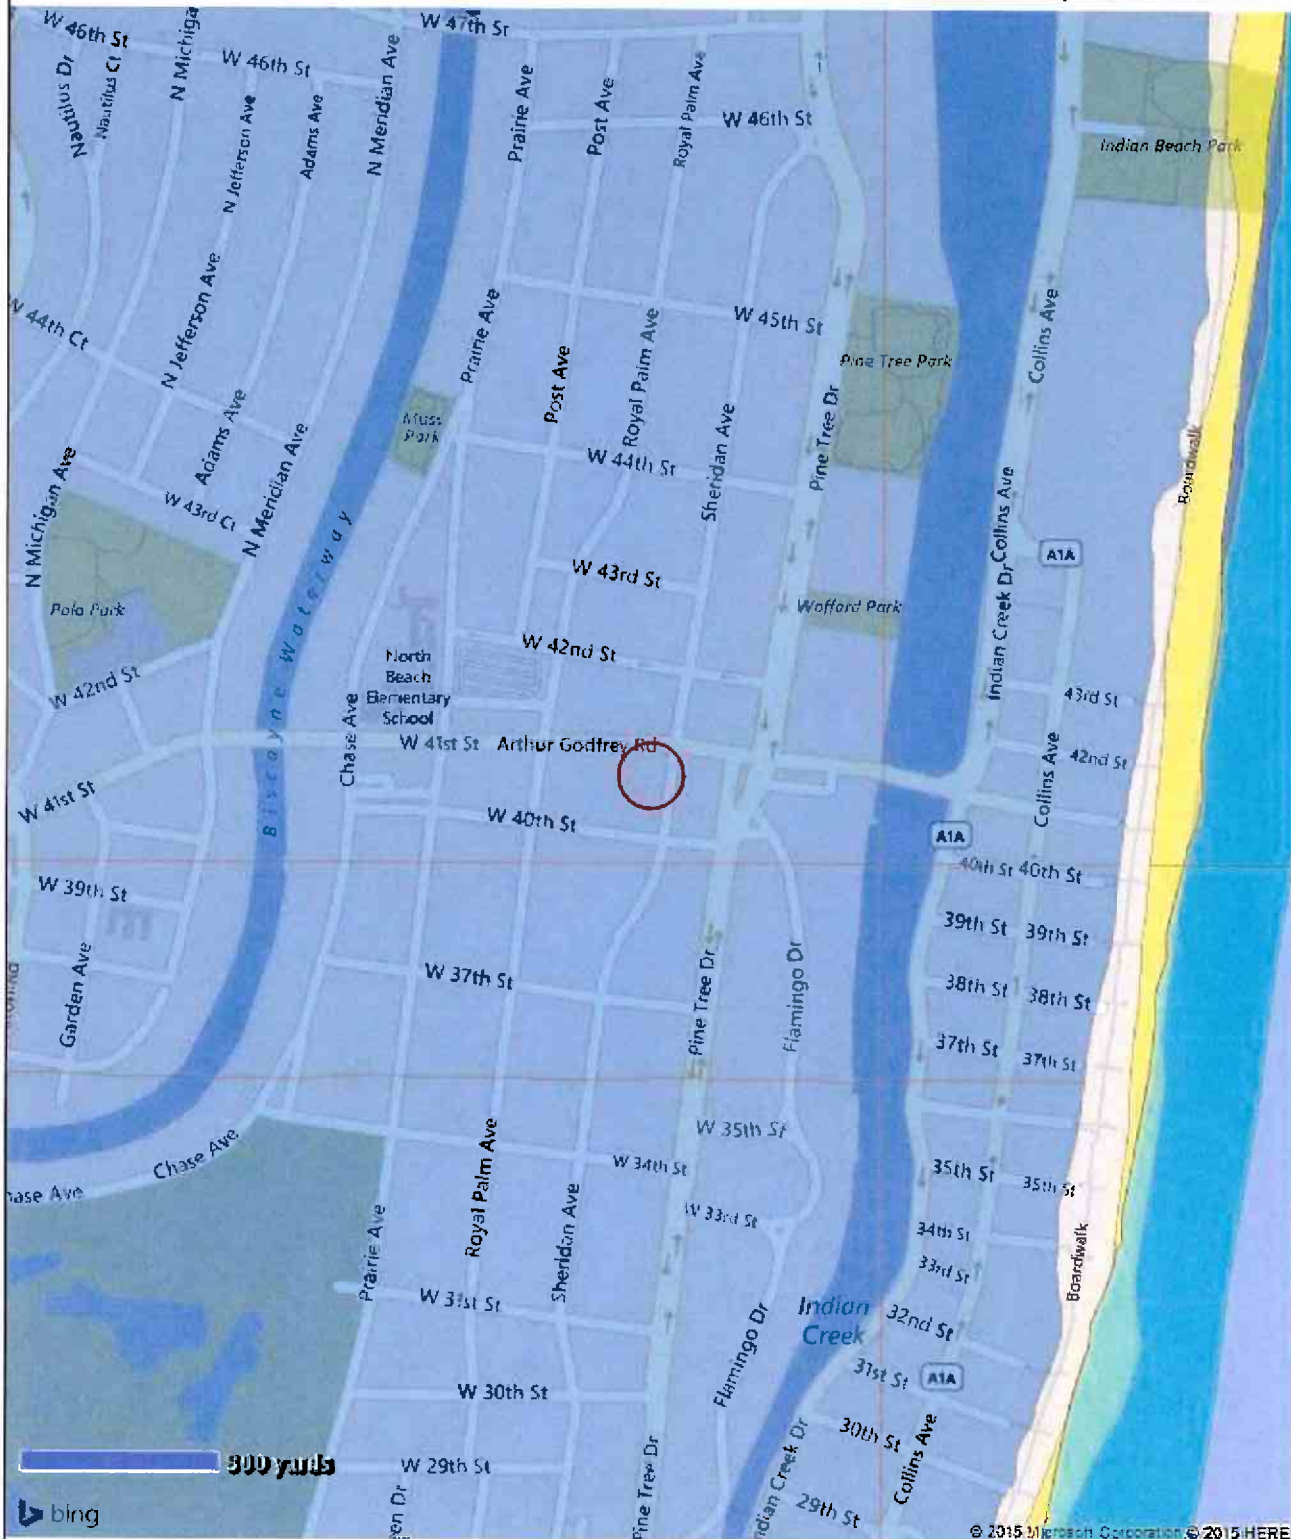 W 46th St
W 47th St
N Michiga
W 46th St
N Meridian Ave
Nautilus Dr
Nautilus Ct
N Jefferson Ave
Adams Ave
Prairie Ave
Post Ave
Royal Palm Ave
W 46th St
Indian Beach Park
W 44th Ct
N Jefferson Ave
Prairie Ave
Royal Palm Ave
W 45th St
Collins Ave
Pine Tree Park
Post Ave
Muss
Park
Adams Ave
N Meridian Ave
Sheridan Ave
Pine Tree Dr
Boardwalk
W 44th St
N Michigan Ave
W 43rd Ct
Collins Ave
A1A
Biscayne Waterway
W 43rd St
Polo Park
Wofford Park
Indian Creek Dr
North
Beach
Elementary
School
W 42nd St
W 42nd St
43rd St
Chase Ave
W 41st St
Arthur Godfrey Rd
42nd St
Collins Ave
W 41st St
W 40th St
A1A
40th St
40th St
W 39th St
39th St
39th St
Garden Ave
W 37th St
Pine Tree Dr
Flamingo Dr
38th St
38th St
37th St
37th St
W 35th St
Chase Ave
hase Ave
Royal Palm Ave
W 34th St
35th St
35th St
Prairie Ave
Sheridan Ave
W 33rd St
34th St
33rd St
Boardwalk
W 31st St
Indian
Creek
32nd St
Flamingo Dr
31st St
A1A
W 30th St
30th St
Collins Ave
300 yards
W 29th St
Pine Tree Dr
ndian Creek Dr
29th St
bing
© 2015 Microsoft Corporation © 2015 HERE